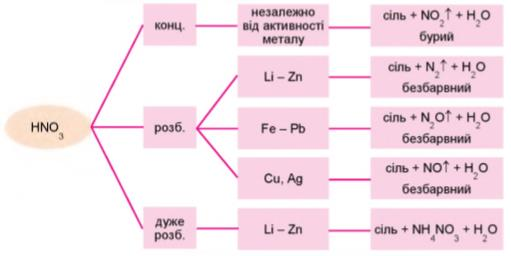 HNO₃
конц.
незалежно
від активності
металу
сіль + NO₂↑ + H₂O
бурий
розб.
Li – Zn
сіль + N₂↑ + H₂O
безбарвний
Fe – Pb
сіль + N₂O↑ + H₂O
безбарвний
Cu, Ag
сіль + NO↑ + H₂O
безбарвний
дуже
розб.
Li – Zn
сіль + NH₄NO₃ + H₂O